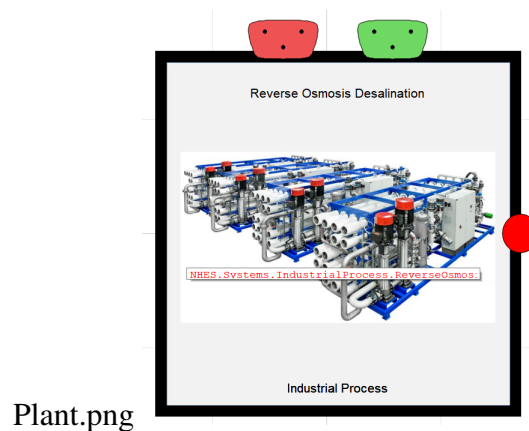 Reverse Osmosis Desalination
NHES.Systems.IndustrialProcess.ReverseOsmos
Industrial Process
Plant.png